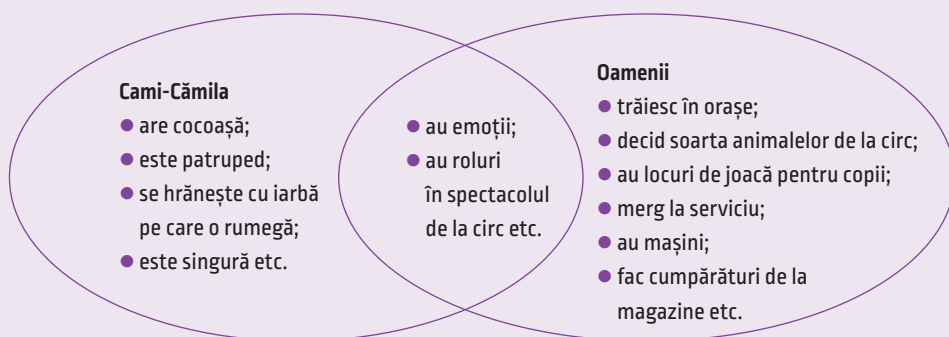 Cami-Cămila
● are cocoașă;
● este patruped;
● se hrănește cu iarbă
pe care o rumegă;
● este singură etc.
● au emoții;
● au roluri
în spectacolul
de la circ etc.
Oamenii
● trăiesc în orașe;
● decid soarta animalelor de la circ;
● au locuri de joacă pentru copii;
● merg la serviciu;
● au mașini;
● fac cumpărături de la
magazine etc.